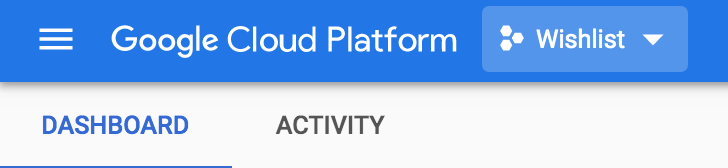 Google Cloud Platform Wishlist
DASHBOARD ACTIVITY